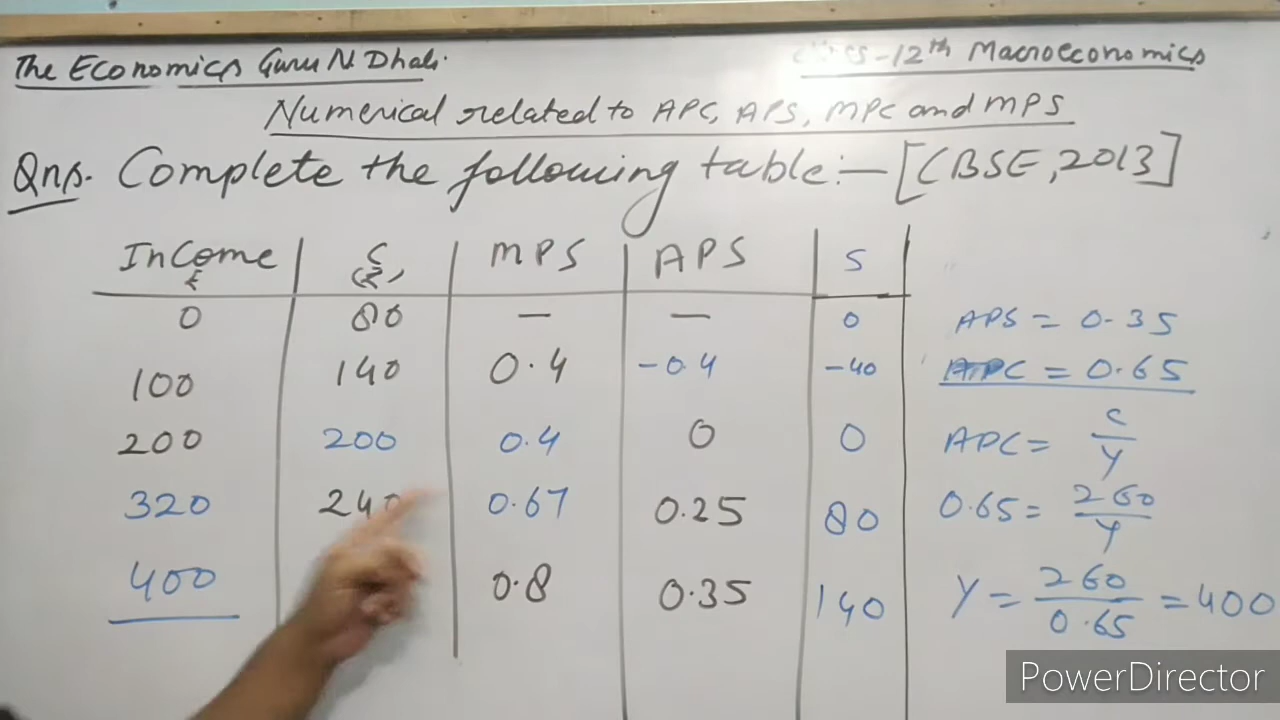 The Economics Guru N Dhali.
-12th Macroeconomics
Numerical related to APC, APS, MPC and MPS
Qns. Complete the following table:— [CBSE, 2013]
Income ₹ | C (₹) | MPS | APS | S
0 | 80 | — | — | 0
100 | 140 | 0.4 | -0.4 | -40
200 | 200 | 0.4 | 0 | 0
320 | 240 | 0.67 | 0.25 | 80
400 | 0.8 | 0.35 | 140
APS = 0.35
APC = 0.65
APC = C/Y
0.65 = 260/Y
Y = 260/0.65 = 400
PowerDirector